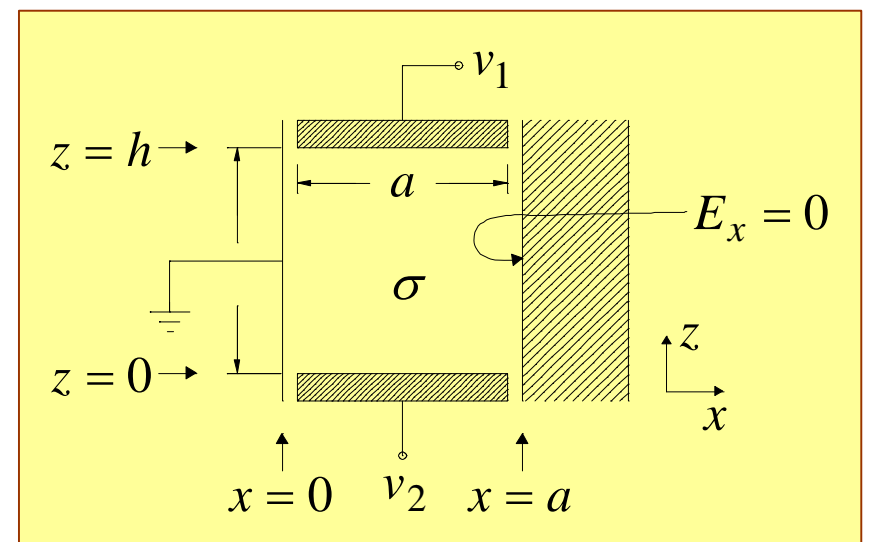 v₁
z = h
a
Eₓ = 0
σ
z
z = 0
x
x = 0
v₂
x = a